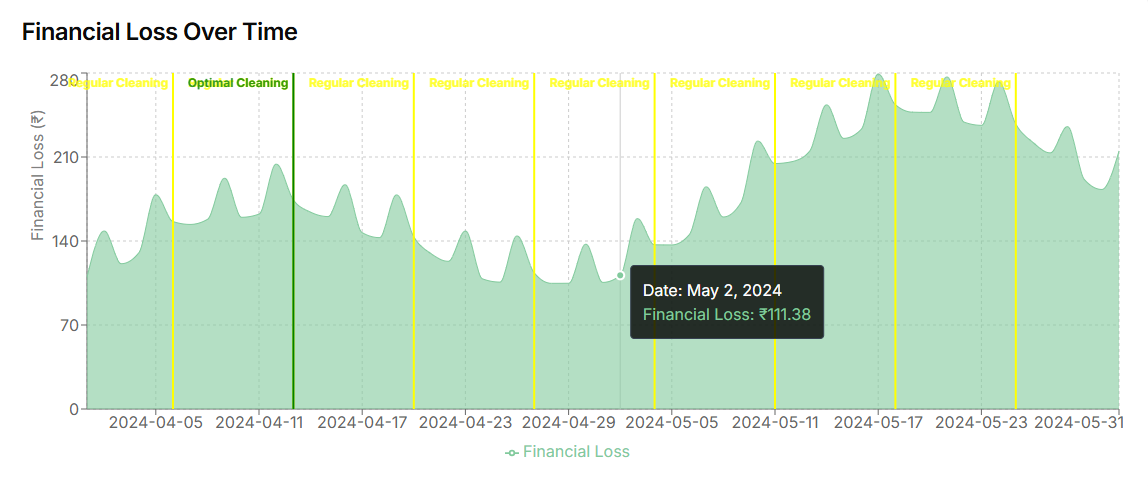 Financial Loss Over Time
Financial Loss (₹)
280
210
140
70
0
Regular Cleaning
Optimal Cleaning
Regular Cleaning
Regular Cleaning
Regular Cleaning
Regular Cleaning
Regular Cleaning
Regular Cleaning
Date: May 2, 2024
Financial Loss: ₹111.38
2024-04-05 2024-04-11 2024-04-17 2024-04-23 2024-04-29 2024-05-05 2024-05-11 2024-05-17 2024-05-23 2024-05-31
Financial Loss